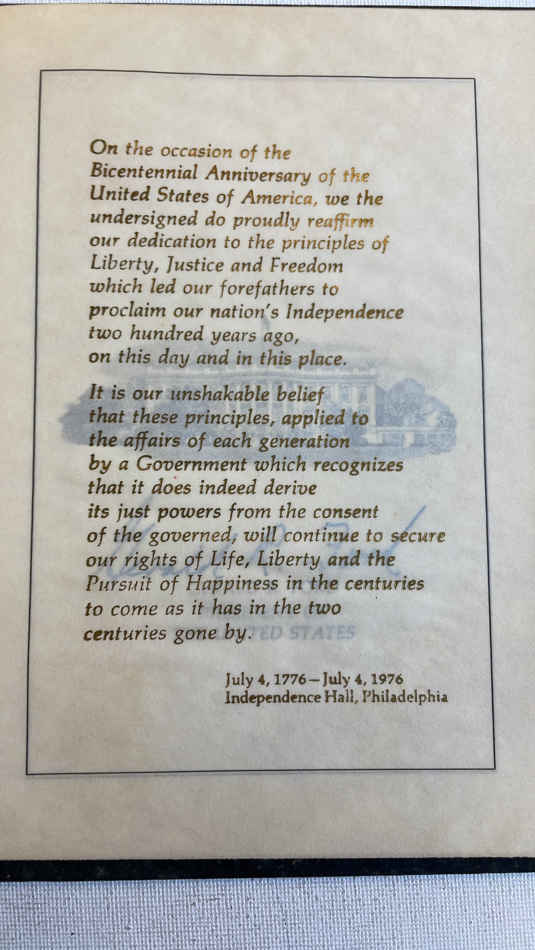 On the occasion of the
Bicentennial Anniversary of the
United States of America, we the
undersigned do proudly reaffirm
our dedication to the principles of
Liberty, Justice and Freedom
which led our forefathers to
proclaim our nation's Independence
two hundred years ago,
on this day and in this place.
It is our unshakable belief
that these principles, applied to
the affairs of each generation
by a Government which recognizes
that it does indeed derive
its just powers from the consent
of the governed, will continue to secure
our rights of Life, Liberty and the
Pursuit of Happiness in the centuries
to come as it has in the two
centuries gone by.
TED STATES
July 4, 1776—July 4, 1976
Independence Hall, Philadelphia